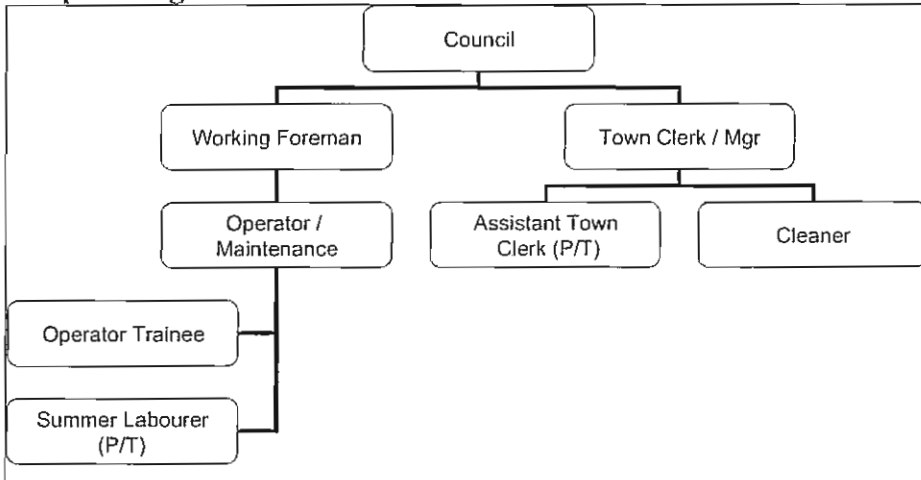 Council
Working Foreman
Town Clerk / Mgr
Operator /
Maintenance
Assistant Town
Clerk (P/T)
Cleaner
Operator Trainee
Summer Labourer
(P/T)